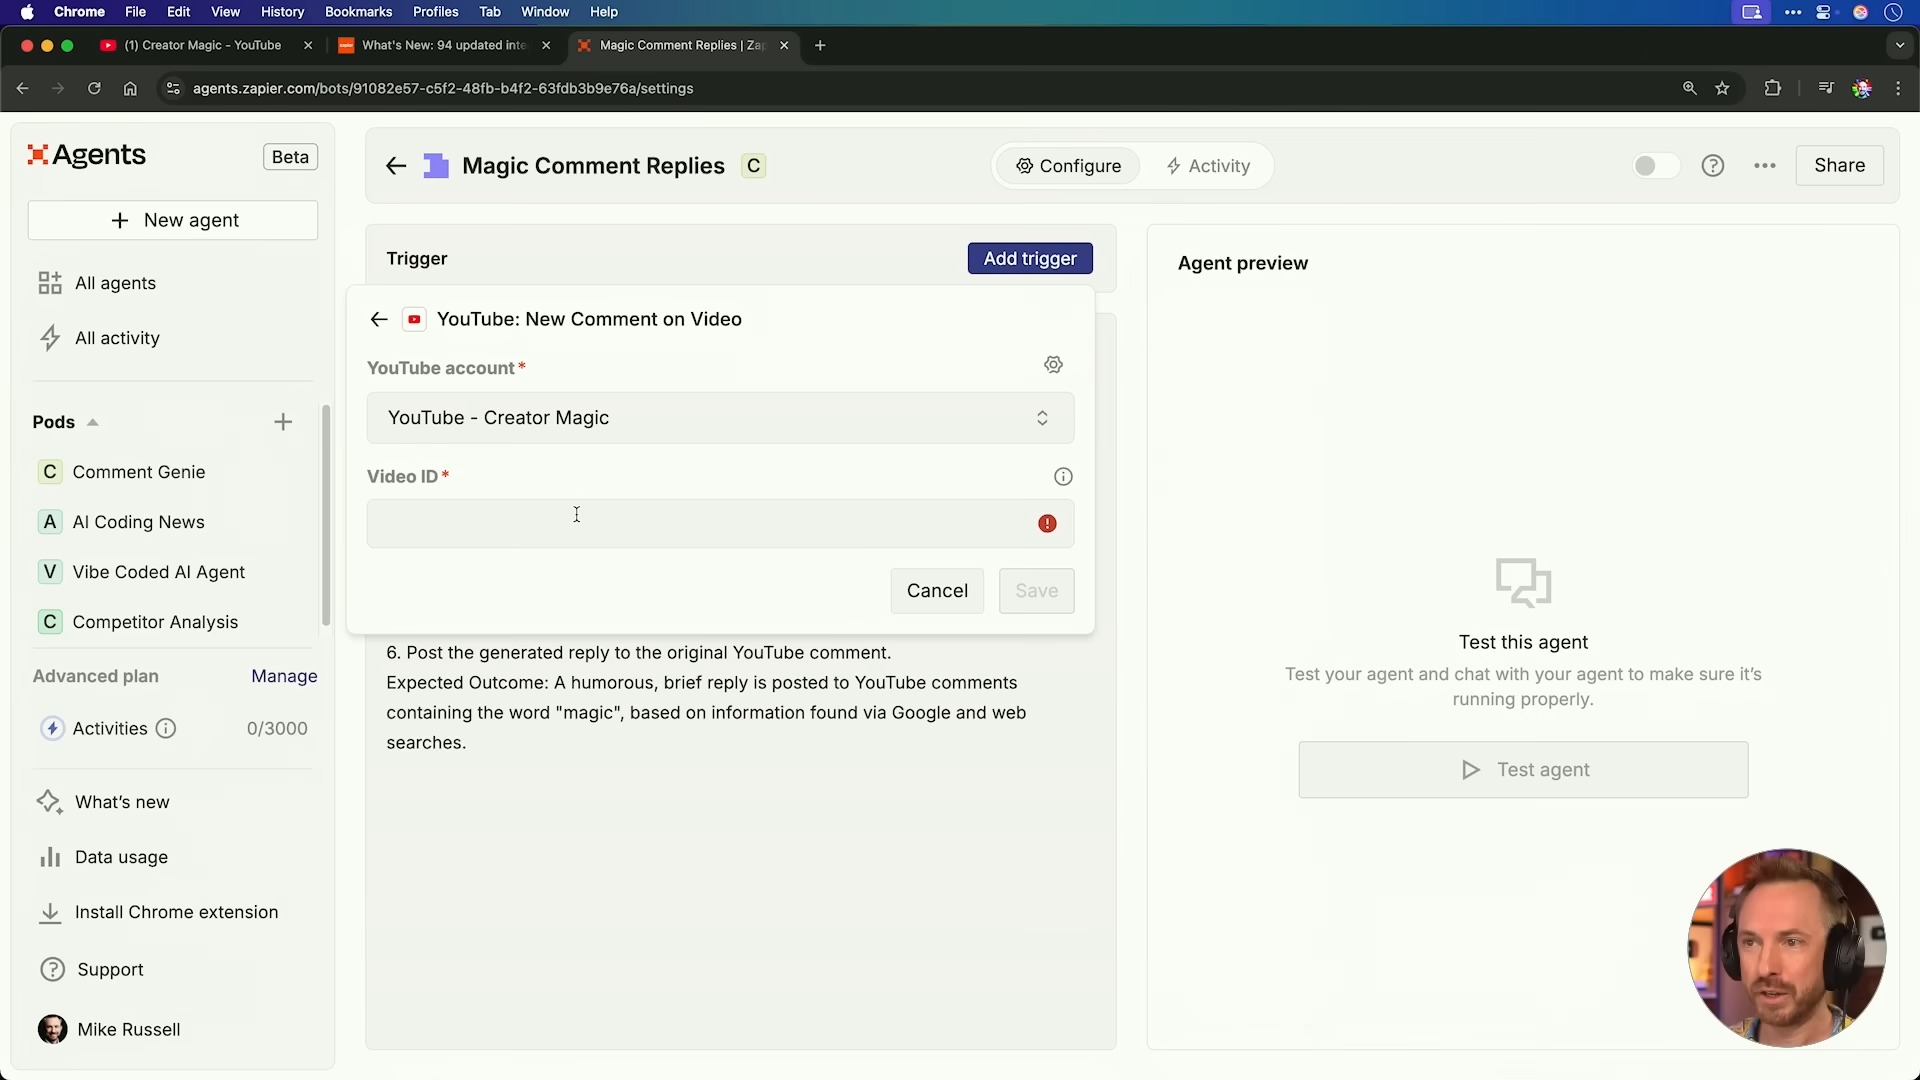 Chrome File Edit View History Bookmarks Profiles Tab Window Help
(1) Creator Magic - YouTube
What's New: 94 updated inte
Magic Comment Replies | Zap
agents.zapier.com/bots/91082e57-c5f2-48fb-b4f2-63fdb3b9e76a/settings
Agents
Beta
+ New agent
All agents
All activity
Pods
C Comment Genie
A AI Coding News
V Vibe Coded AI Agent
C Competitor Analysis
Advanced plan Manage
Activities 0/3000
What's new
Data usage
Install Chrome extension
Support
Mike Russell
Magic Comment Replies C
Configure
Activity
Share
Trigger
Add trigger
YouTube: New Comment on Video
YouTube account*
YouTube - Creator Magic
Video ID*
Cancel
Save
6. Post the generated reply to the original YouTube comment.
Expected Outcome: A humorous, brief reply is posted to YouTube comments
containing the word "magic", based on information found via Google and web
searches.
Agent preview
Test this agent
Test your agent and chat with your agent to make sure it's
running properly.
Test agent